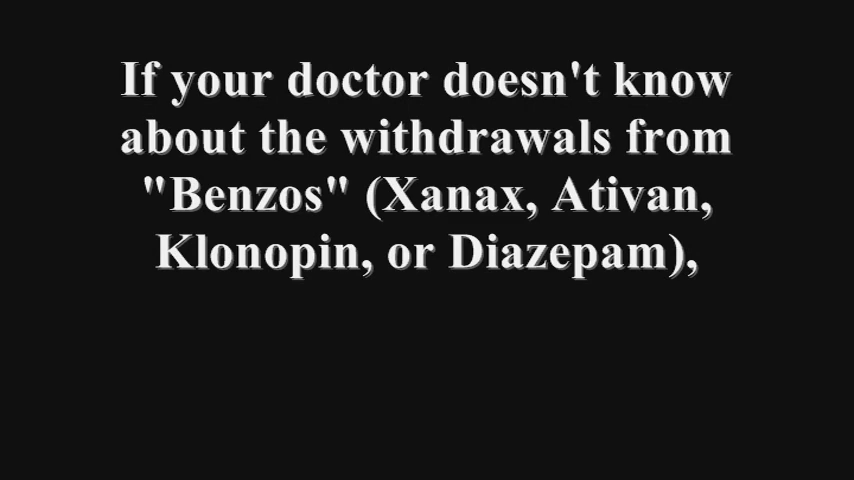 If your doctor doesn't know
about the withdrawals from
"Benzos" (Xanax, Ativan,
Klonopin, or Diazepam),